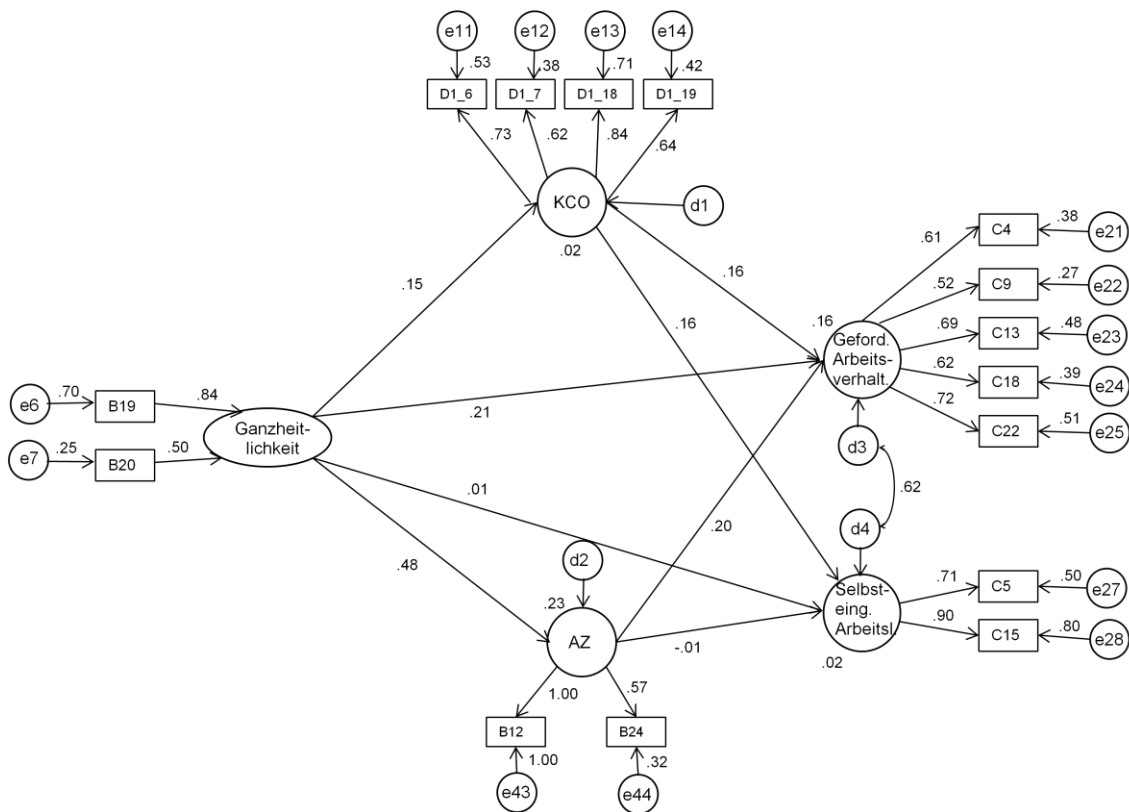 e11
e12
e13
e14
.53
.38
.71
.42
D1_6
D1_7
D1_18
D1_19
.73
.62
.84
.64
KCO
d1
.02
.15
.16
.16
.61
C4
.38
e21
.52
C9
.27
e22
.16
.69
C13
.48
e23
Geford.
Arbeits-
verhalt.
.62
C18
.39
e24
.72
C22
.51
e25
d3
.62
d4
e6
.70
B19
.84
e7
.25
B20
.50
Ganzheit-
lichkeit
.21
.01
.48
.20
d2
.23
AZ
-.01
Selbst-
eing.
Arbeitsl.
.02
.71
C5
.50
e27
.90
C15
.80
e28
1.00
.57
B12
B24
1.00
.32
e43
e44